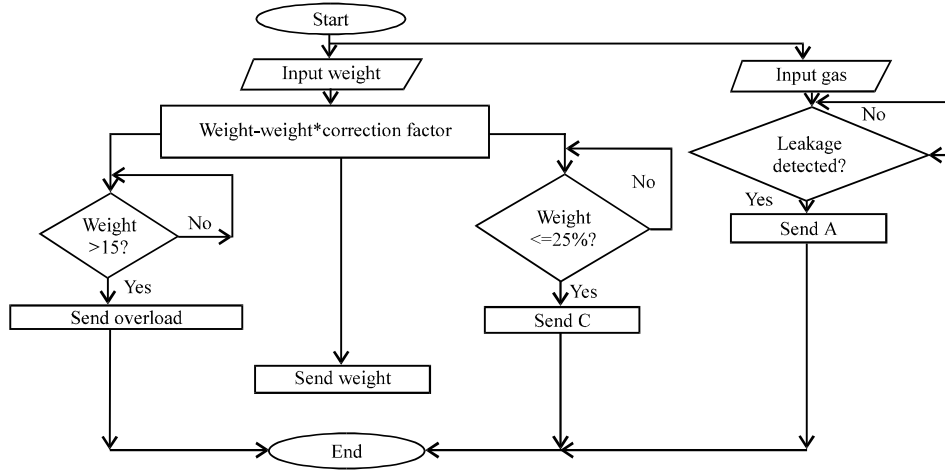 Start
Input weight
Input gas
Weight-weight*correction factor
No
Leakage
detected?
No
Weight
>15?
No
Weight
<=25%?
Yes
Send A
Yes
Yes
Send overload
Send C
Send weight
End